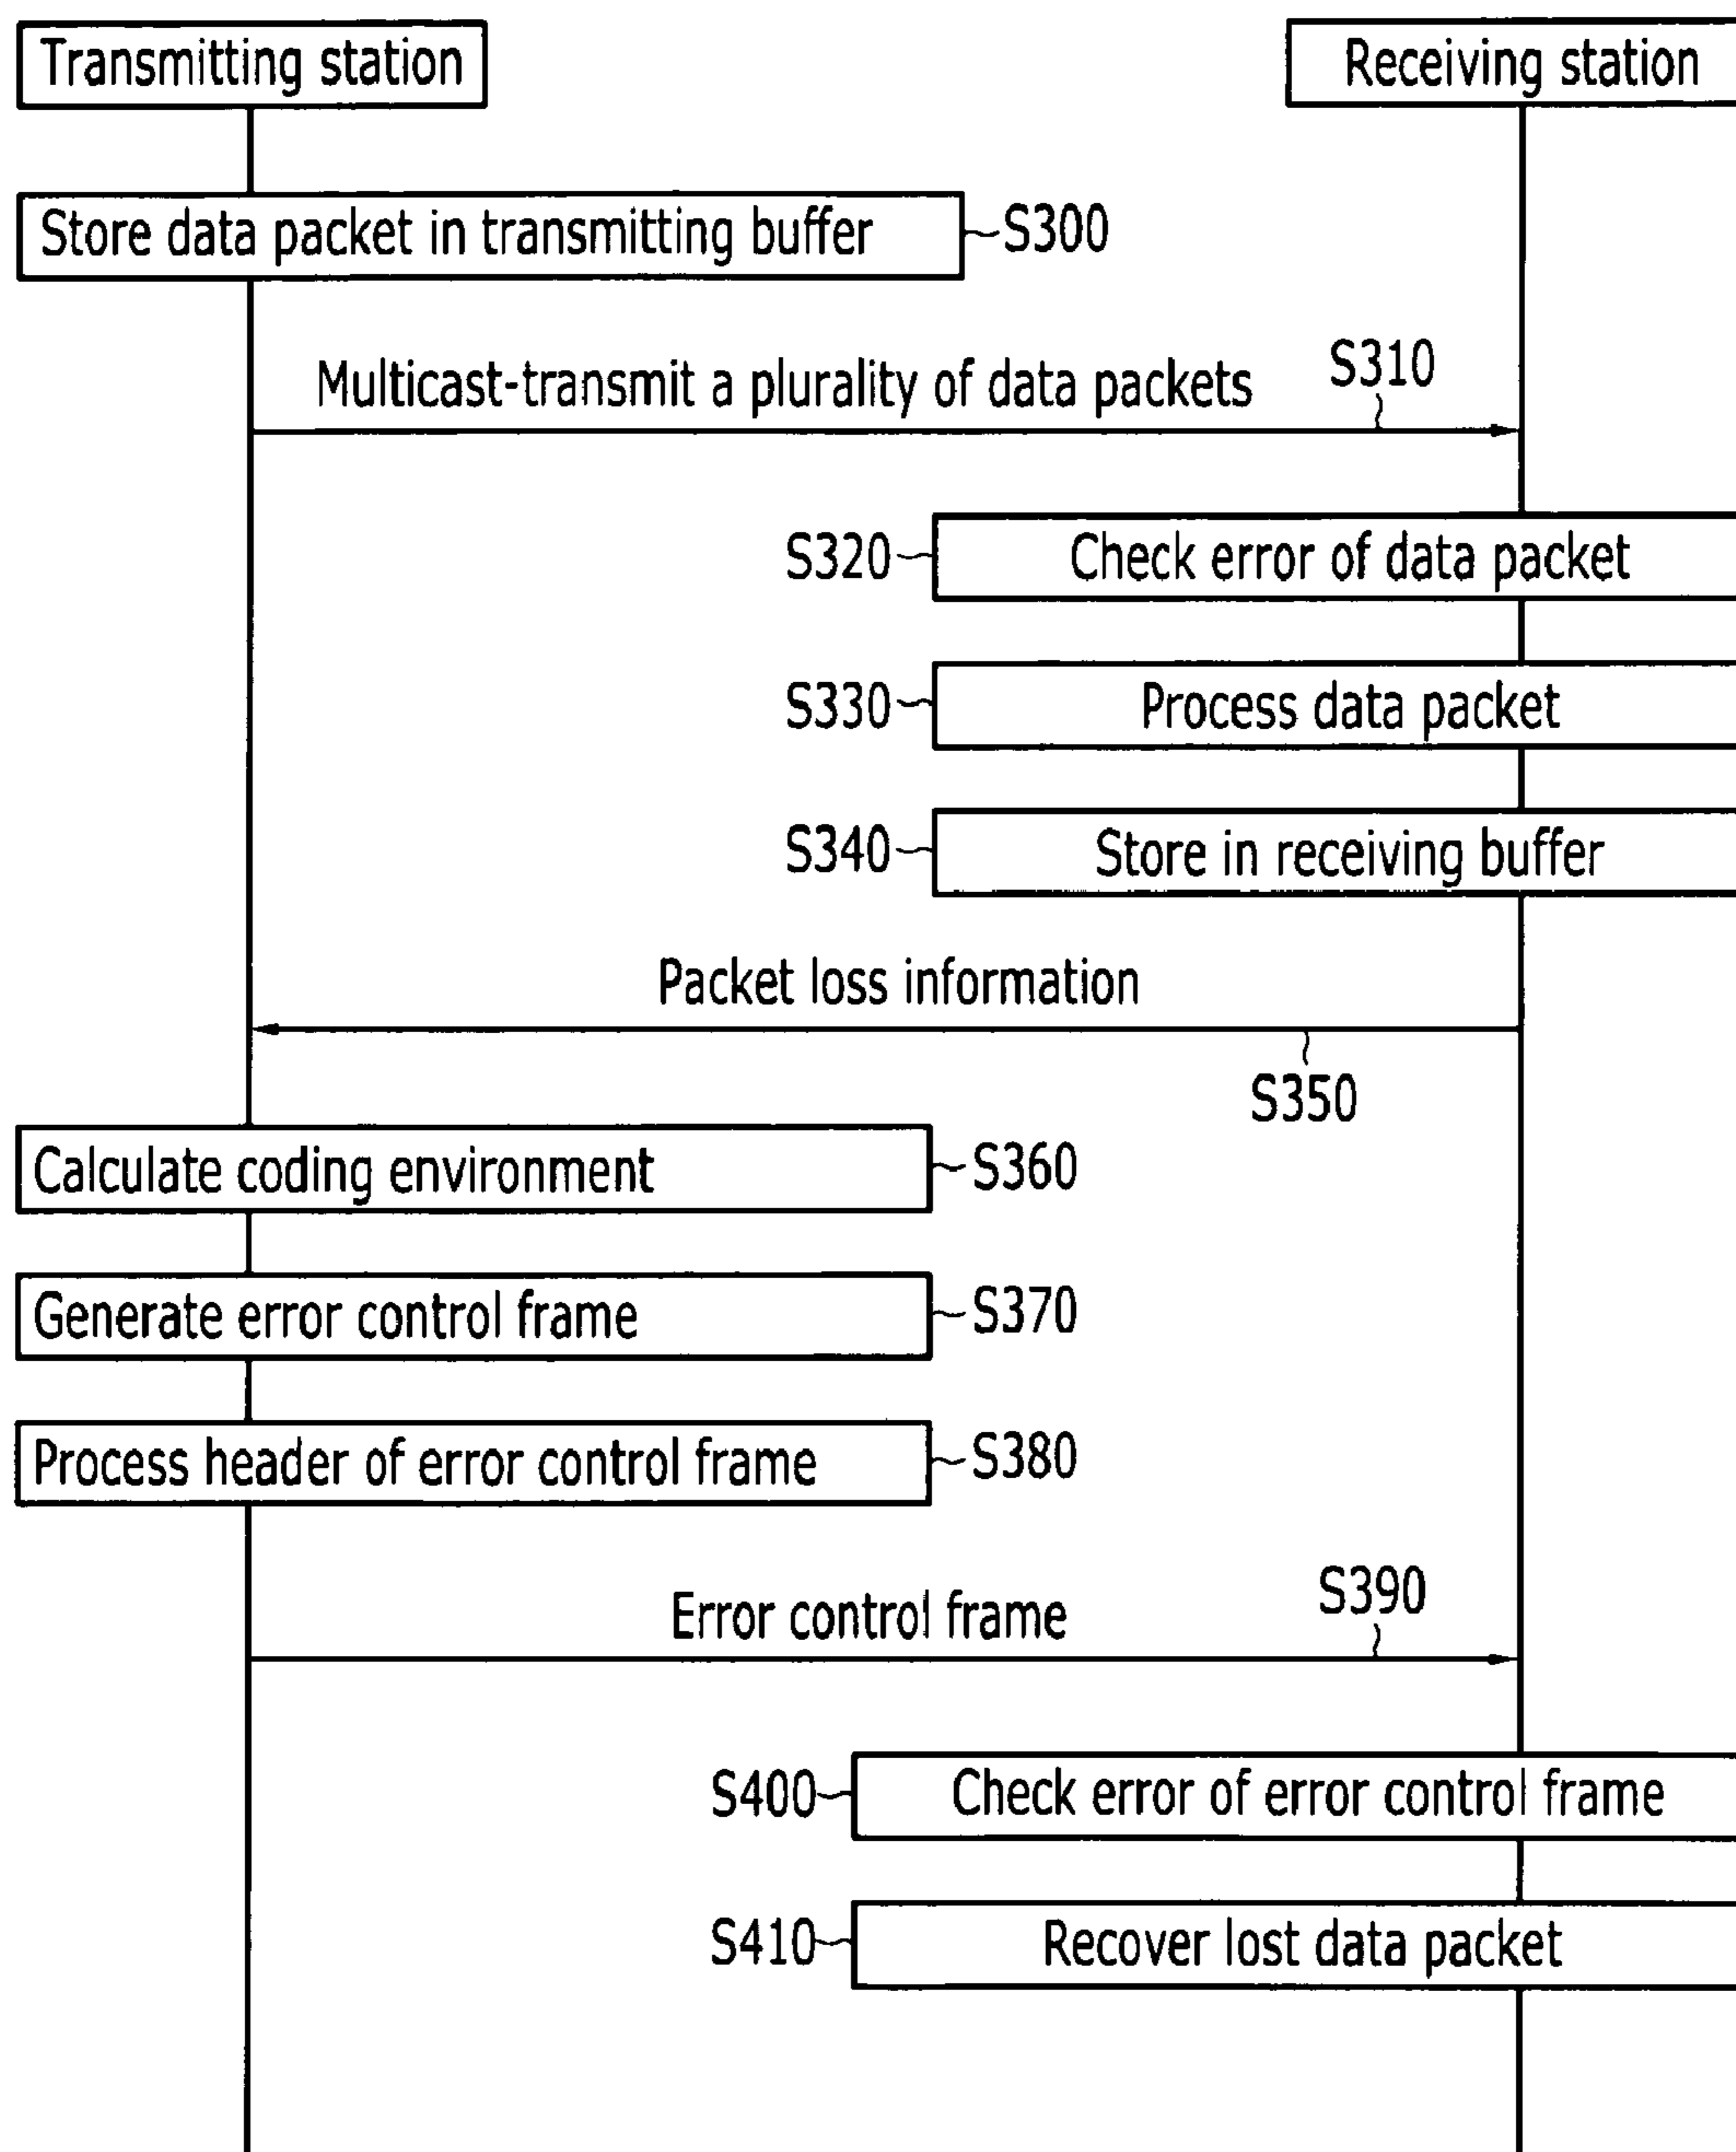 Transmitting station
Receiving station
Store data packet in transmitting buffer
S300
Multicast-transmit a plurality of data packets
S310
S320
Check error of data packet
S330
Process data packet
S340
Store in receiving buffer
Packet loss information
S350
Calculate coding environment
S360
Generate error control frame
S370
Process header of error control frame
S380
Error control frame
S390
S400
Check error of error control frame
S410
Recover lost data packet